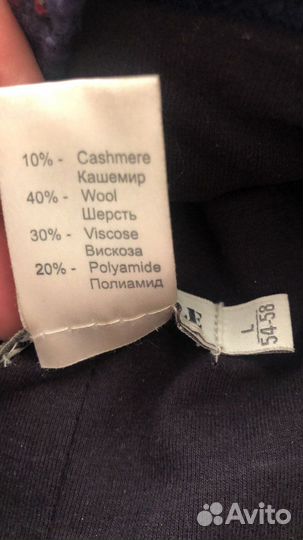 10% - Cashmere
Кашемир
40% - Wool
Шерсть
30% - Viscose
Вискоза
20% - Polyamide
Полиамид
L
54-58
Avito